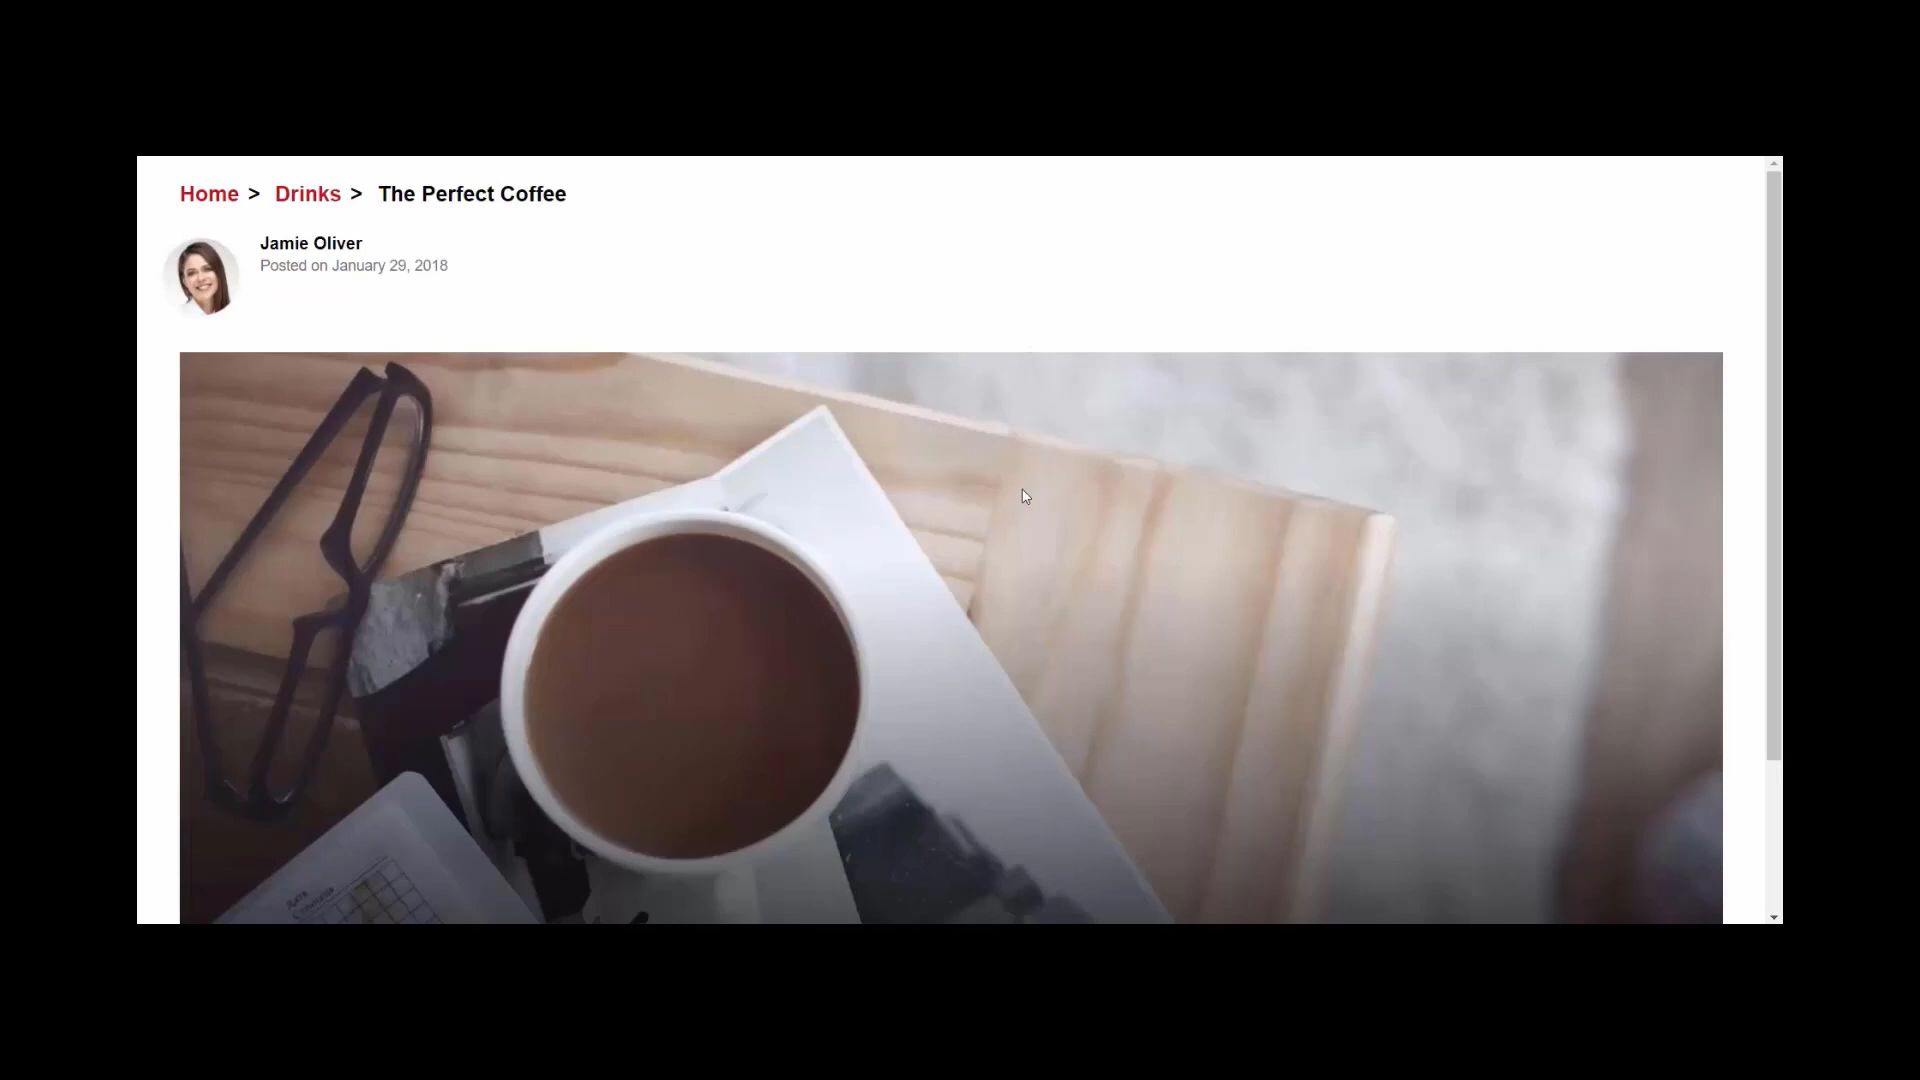 Home > Drinks > The Perfect Coffee
Jamie Oliver
Posted on January 29, 2018